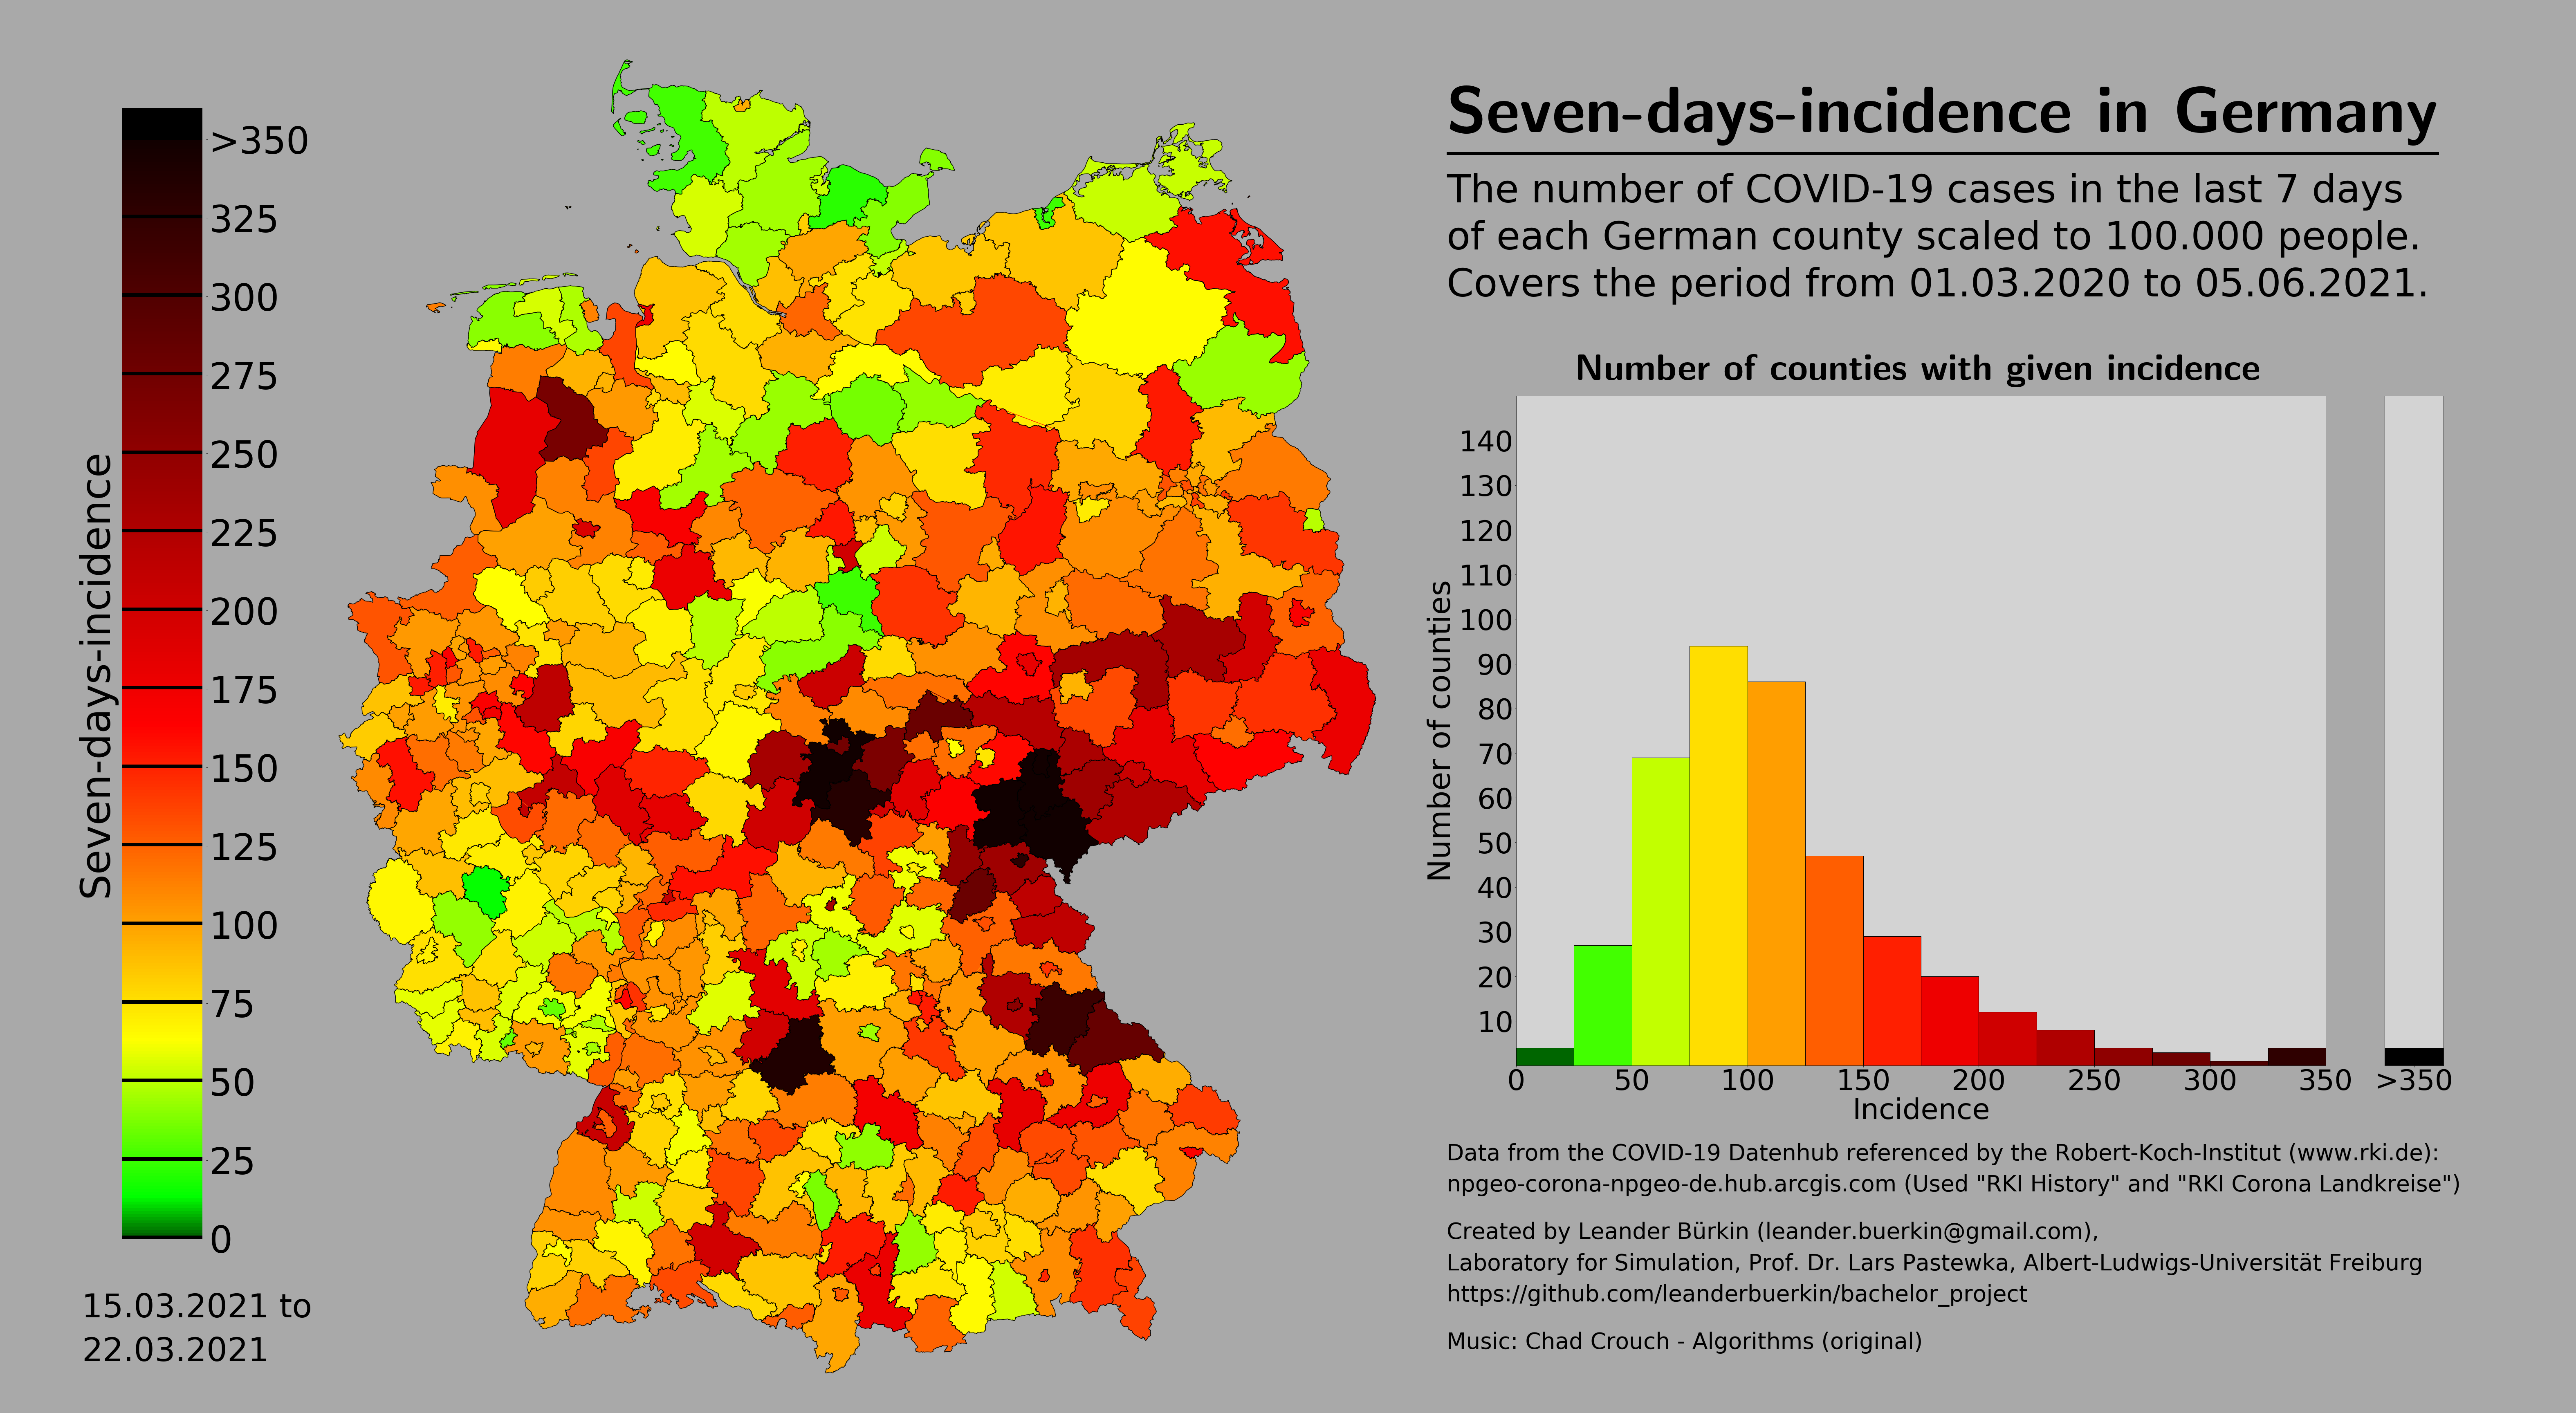 Seven-days-incidence
>350
325
300
275
250
225
200
175
150
125
100
75
50
25
0
15.03.2021 to
22.03.2021
Seven-days-incidence in Germany
The number of COVID-19 cases in the last 7 days
of each German county scaled to 100.000 people.
Covers the period from 01.03.2020 to 05.06.2021.
Number of counties with given incidence
Number of counties
140
130
120
110
100
90
80
70
60
50
40
30
20
10
0 50 100 150 200 250 300 350 >350
Incidence
Data from the COVID-19 Datenhub referenced by the Robert-Koch-Institut (www.rki.de):
npgeo-corona-npgeo-de.hub.arcgis.com (Used "RKI History" and "RKI Corona Landkreise")
Created by Leander Bürkin (leander.buerkin@gmail.com),
Laboratory for Simulation, Prof. Dr. Lars Pastewka, Albert-Ludwigs-Universität Freiburg
https://github.com/leanderbuerkin/bachelor_project
Music: Chad Crouch - Algorithms (original)